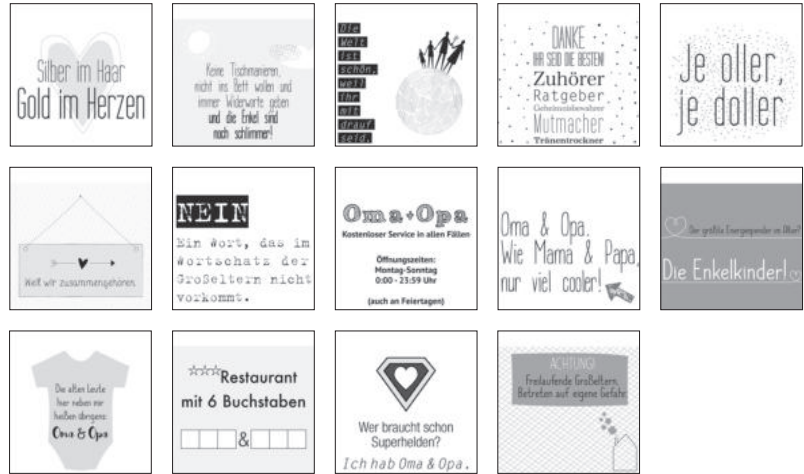 Silber im Haar
Gold im Herzen
Keine Tischmanieren,
nicht ins Bett wollen und
immer Widerworte geben
und die Enkel sind
noch schlimmer!
Die
Welt
ist
schön,
weil
ihr
mit
drauf
seid.
DANKE
IHR SEID DIE BESTEN!
Zuhörer
Ratgeber
Geheimnisbewahrer
Mutmacher
Tränentrockner
Je oller,
je doller
Weil wir zusammengehören.
NEIN
Ein Wort, das im
Wortschatz der
Großeltern nicht
vorkommt.
Oma+Opa
Kostenloser Service in allen Fällen
Öffnungszeiten:
Montag-Sonntag
0:00 - 23:59 Uhr
(auch an Feiertagen)
Oma & Opa.
Wie Mama & Papa,
nur viel cooler!
Der größte Energiespender im Alter?
Die Enkelkinder!
Die alten Leute
hier neben mir
heißen übrigens:
Oma & Opa
Restaurant
mit 6 Buchstaben
&
Wer braucht schon
Superhelden?
Ich hab Oma & Opa.
ACHTUNG!
Freilaufende Großeltern.
Betreten auf eigene Gefahr.